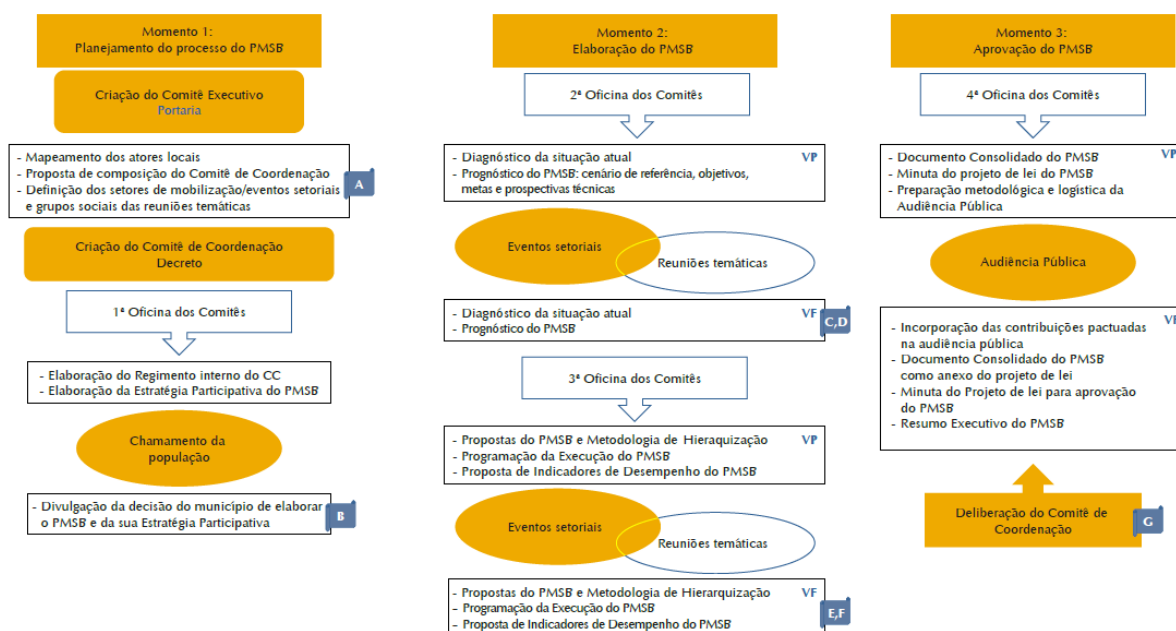 Momento 1:
Planejamento do processo do PMSB
Criação do Comitê Executivo
Portaria
- Mapeamento dos atores locais
- Proposta de composição do Comitê de Coordenação
- Definição dos setores de mobilização/eventos setoriais
e grupos sociais das reuniões temáticas
A
Criação do Comitê de Coordenação
Decreto
1ª Oficina dos Comitês
- Elaboração do Regimento interno do CC
- Elaboração da Estratégia Participativa do PMSB
Chamamento da
população
- Divulgação da decisão do município de elaborar
o PMSB e da sua Estratégia Participativa
B
Momento 2:
Elaboração do PMSB
2ª Oficina dos Comitês
- Diagnóstico da situação atual
VP
- Prognóstico do PMSB: cenário de referência, objetivos,
metas e prospectivas técnicas
Eventos setoriais
Reuniões temáticas
- Diagnóstico da situação atual
VF
- Prognóstico do PMSB
C,D
3ª Oficina dos Comitês
- Propostas do PMSB e Metodologia de Hieraquização
VP
- Programação da Execução do PMSB
- Proposta de Indicadores de Desempenho do PMSB
Eventos setoriais
Reuniões temáticas
- Propostas do PMSB e Metodologia de Hierarquização
VF
- Programação da Execução do PMSB
- Proposta de Indicadores de Desempenho do PMSB
E,F
Momento 3:
Aprovação do PMSB
4ª Oficina dos Comitês
- Documento Consolidado do PMSB
VP
- Minuta do projeto de lei do PMSB
- Preparação metodológica e logística da
Audiência Pública
Audiência Pública
VF
- Incorporação das contribuições pactuadas
na audiência pública
- Documento Consolidado do PMSB
como anexo do projeto de lei
- Minuta do Projeto de lei para aprovação
do PMSB
- Resumo Executivo do PMSB
Deliberação do Comitê de
Coordenação
G